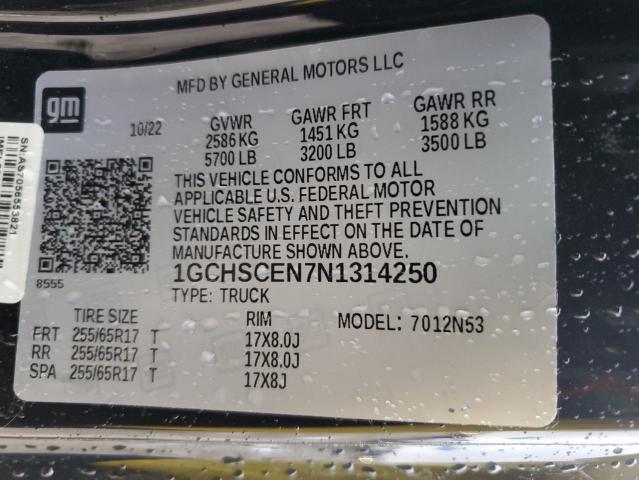 MFD BY GENERAL MOTORS LLC
gm
10/22
GVWR GAWR FRT GAWR RR
2586 KG 1451 KG 1588 KG
5700 LB 3200 LB 3500 LB
THIS VEHICLE CONFORMS TO ALL
APPLICABLE U.S. FEDERAL MOTOR
VEHICLE SAFETY AND THEFT PREVENTION
STANDARDS IN EFFECT ON THE DATE OF
MANUFACTURE SHOWN ABOVE.
1GCHSCEN7N1314250
8555
TYPE: TRUCK
TIRE SIZE RIM MODEL: 7012N53
FRT 255/65R17 T 17X8.0J
RR 255/65R17 T 17X8.0J
SPA 255/65R17 T 17X8J
SN:AS7056553821